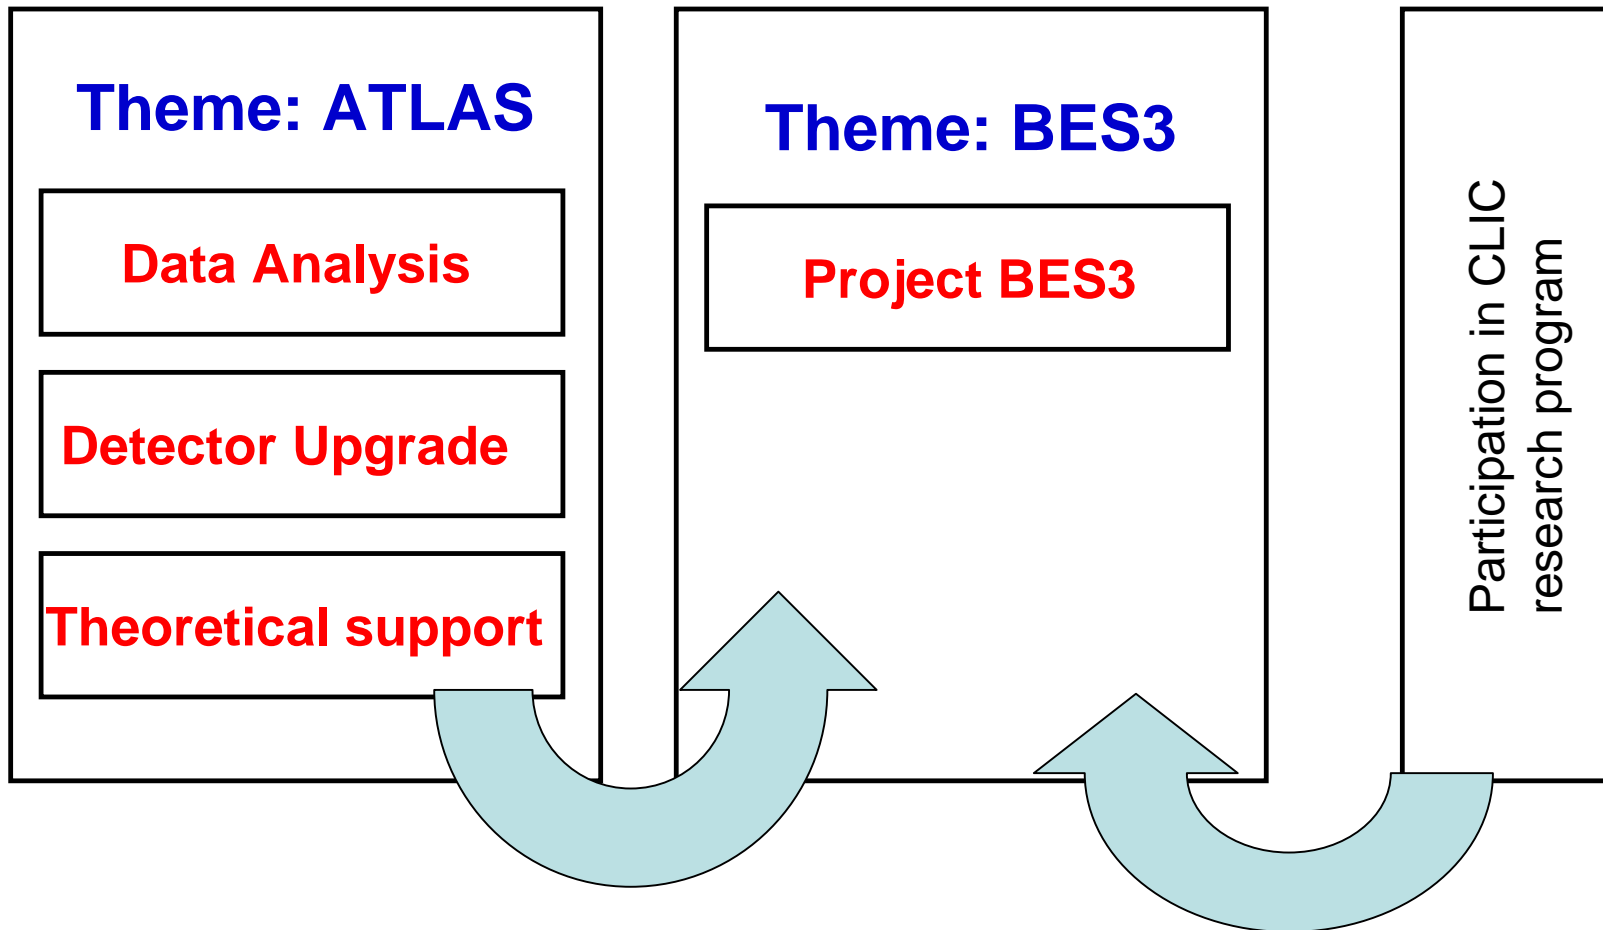 Theme: ATLAS
Data Analysis
Detector Upgrade
Theoretical support
Theme: BES3
Project BES3
Participation in CLIC
research program